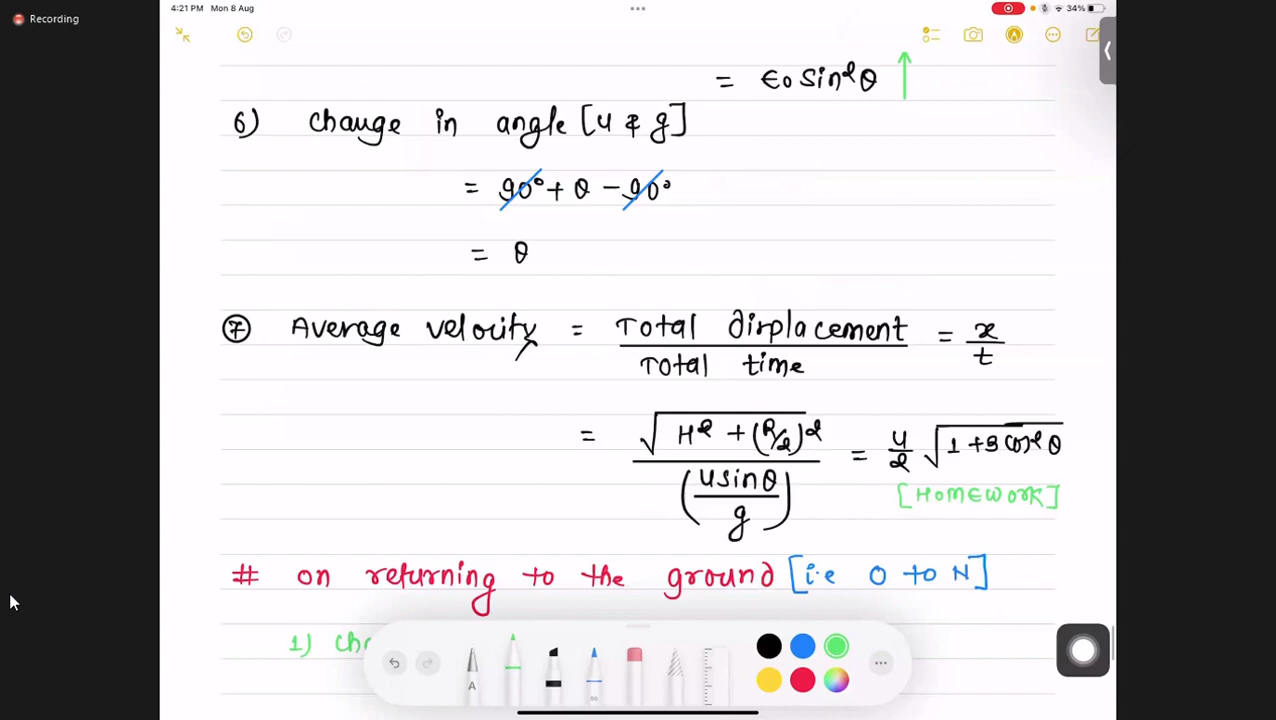 Recording
4:21 PM Mon 8 Aug
34%
= E₀ sin²θ ↑
6) change in angle [u & g]
= 90° + θ - 90°
= θ
⑦ Average velocity = Total displacement / Total time = x / t
= √(H² + (R/2)²) / (u sinθ / g) = u/2 √(1 + 3 cos²θ)
[HOMEWORK]
# on returning to the ground [i.e O to N]
1) Ch
A
50